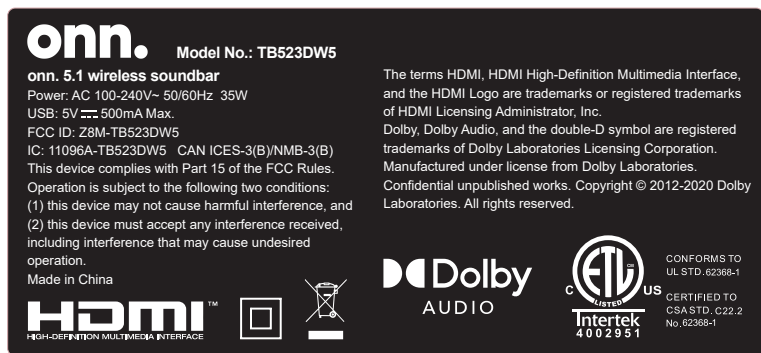 onn.
Model No.: TB523DW5
onn. 5.1 wireless soundbar
Power: AC 100-240V~ 50/60Hz 35W
USB: 5V⎓500mA Max.
FCC ID: Z8M-TB523DW5
IC: 11096A-TB523DW5 CAN ICES-3(B)/NMB-3(B)
This device complies with Part 15 of the FCC Rules.
Operation is subject to the following two conditions:
(1) this device may not cause harmful interference, and
(2) this device must accept any interference received,
including interference that may cause undesired
operation.
Made in China
HDMI™
HIGH-DEFINITION MULTIMEDIA INTERFACE
The terms HDMI, HDMI High-Definition Multimedia Interface,
and the HDMI Logo are trademarks or registered trademarks
of HDMI Licensing Administrator, Inc.
Dolby, Dolby Audio, and the double-D symbol are registered
trademarks of Dolby Laboratories Licensing Corporation.
Manufactured under license from Dolby Laboratories.
Confidential unpublished works. Copyright © 2012-2020 Dolby
Laboratories. All rights reserved.
Dolby
AUDIO
C ETL US
LISTED
Intertek
4002951
CONFORMS TO
UL STD. 62368-1
CERTIFIED TO
CSA STD. C22.2
No. 62368-1